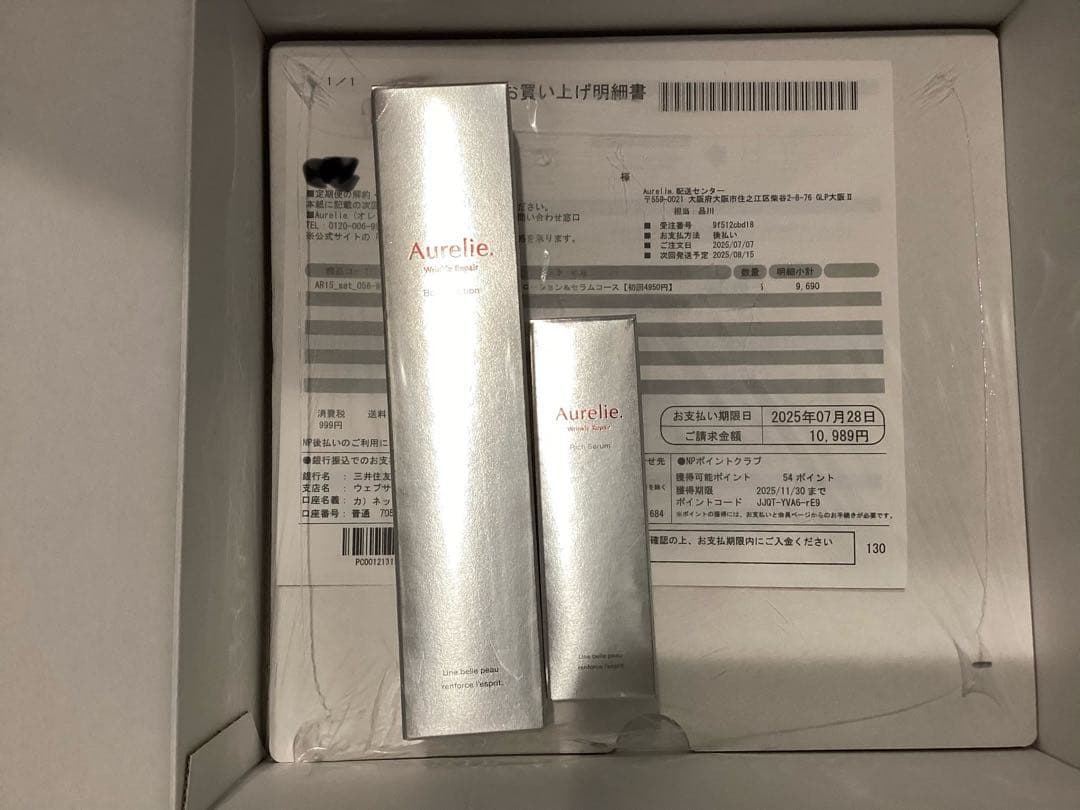 1/1
お買い上げ明細書
様
■定期便の解約
本紙に記載の次回
ださい。
■Aurelie (オレ
問い合わせ窓口
TEL 0120-006-9
※公式サイトの「
を承ります。
Aurelie.配送センター
〒559-0021 大阪府大阪市住之江区柴谷2-8-76 GLP大阪Ⅱ
担当：品川
■ 受注番号 9f512cbd18
■ お支払方法 後払い
■ ご注文日 2025/07/07
■ 次回発送予定 2025/08/15
数量 明細小計
AR15_set_056-
ーション&セラムコース【初回4950円】 9,690
消費税 送料
999円
お支払い期限日 2025年07月28日
ご請求金額 10,989円
NP後払いのご利用に
●銀行振込でのお支
銀行名 ： 三井住友
支店名 ： ウェブサ
口座名義： カ) ネッ
口座番号： 普通 705
せ先
を除く
684
●NPポイントクラブ
獲得可能ポイント 54 ポイント
獲得期限 2025/11/30 まで
ポイントコード JJQT-YVA6-rE9
※ポイントの獲得には、お支払いと会員ページからのお手続きが必要です。
確認の上、お支払期限内にご入金ください
130
PC0012131
Aurelie.
Wrinkle Repair
Une belle peau
renforce l'esprit.
Aurelie.
Wrinkle Repair
Rich Serum
Une belle peau
renforce l'esprit.